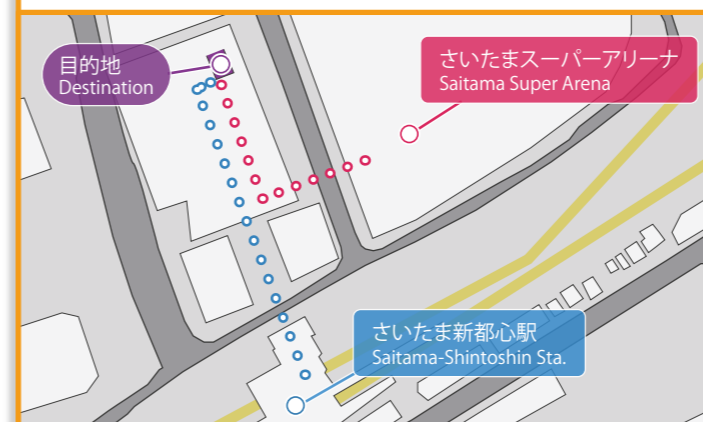 目的地
Destination
さいたまスーパーアリーナ
Saitama Super Arena
さいたま新都心駅
Saitama-Shintoshin Sta.